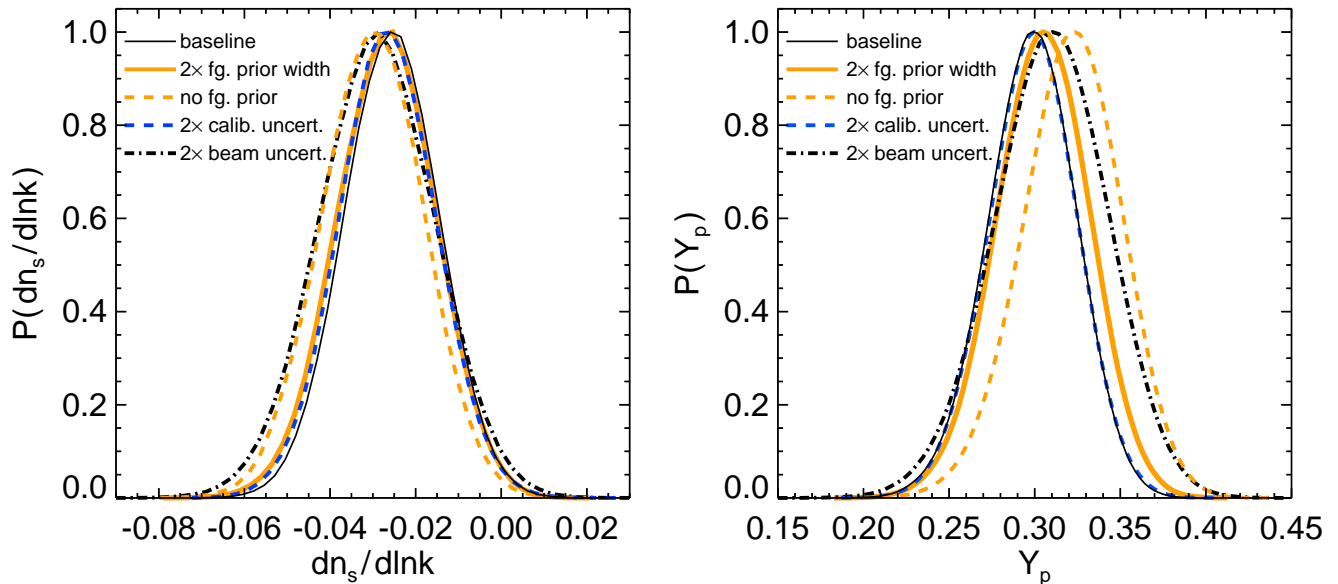 baseline
2× fg. prior width
no fg. prior
2× calib. uncert.
2× beam uncert.
P(dn_s/dlnk)
1.0
0.8
0.6
0.4
0.2
0.0
-0.08 -0.06 -0.04 -0.02 0.00 0.02
dn_s/dlnk
baseline
2× fg. prior width
no fg. prior
2× calib. uncert.
2× beam uncert.
P(Y_p)
1.0
0.8
0.6
0.4
0.2
0.0
0.15 0.20 0.25 0.30 0.35 0.40 0.45
Y_p